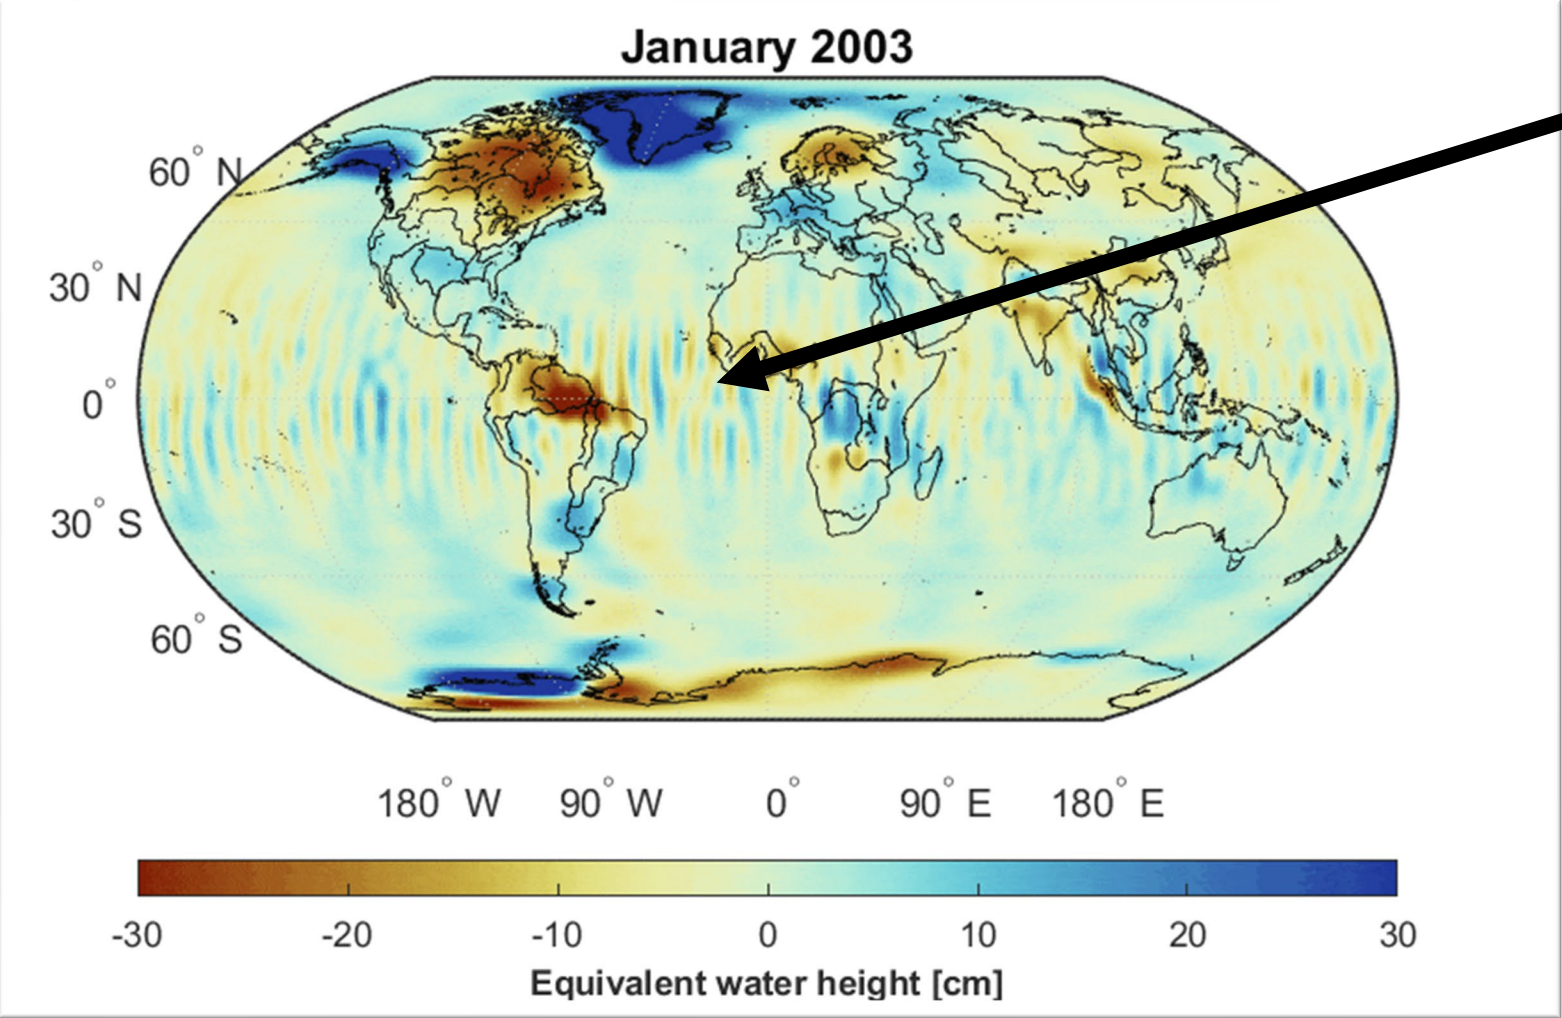 January 2003
60° N
30° N
0°
30° S
60° S
180° W 90° W 0° 90° E 180° E
-30 -20 -10 0 10 20 30
Equivalent water height [cm]